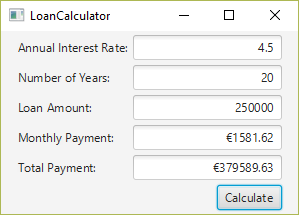 LoanCalculator
Annual Interest Rate: 4.5
Number of Years: 20
Loan Amount: 250000
Monthly Payment: €1581.62
Total Payment: €379589.63
Calculate